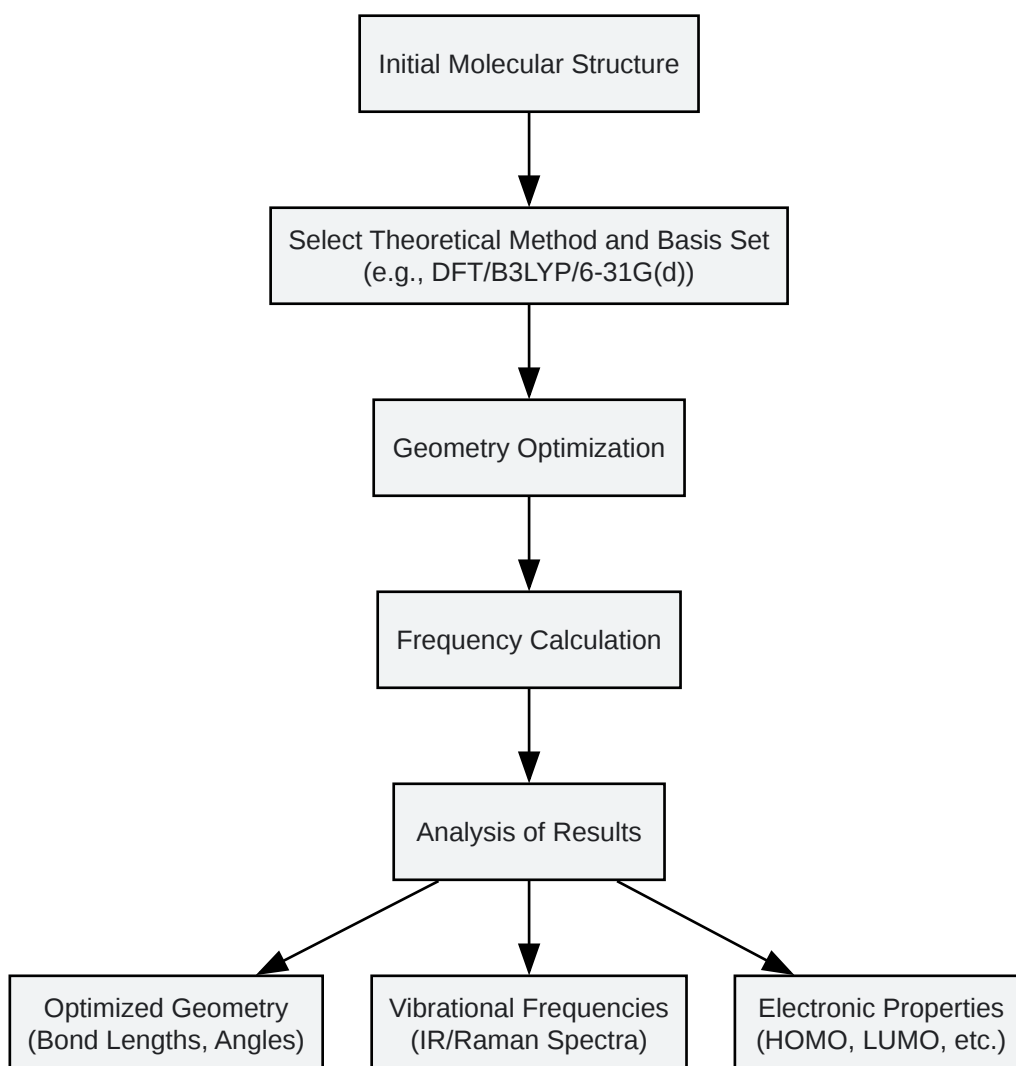 Initial Molecular Structure
Select Theoretical Method and Basis Set
(e.g., DFT/B3LYP/6-31G(d))
Geometry Optimization
Frequency Calculation
Analysis of Results
Optimized Geometry
(Bond Lengths, Angles)
Vibrational Frequencies
(IR/Raman Spectra)
Electronic Properties
(HOMO, LUMO, etc.)